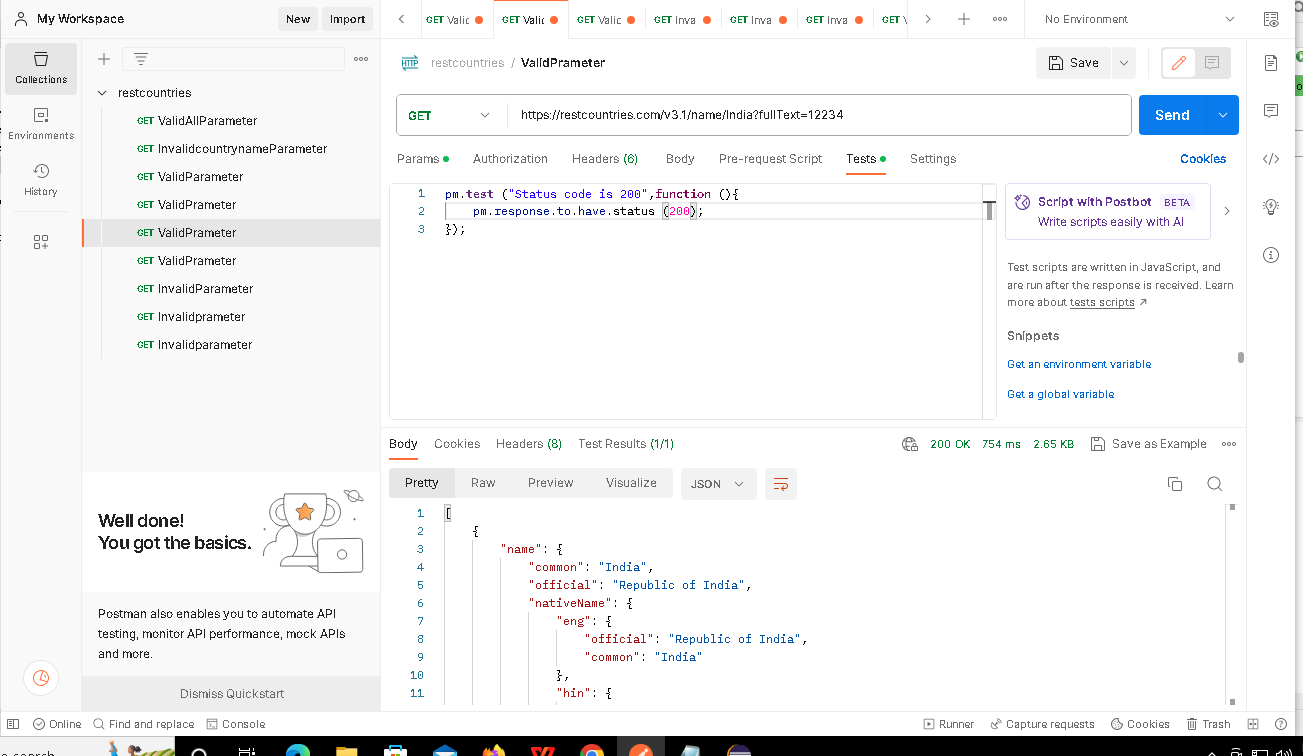 My Workspace
New
Import
GET Valic
GET Valic
GET Valic
GET Inva
GET Inva
GET Inva
GET
No Environment
Collections
Environments
History
restcountries
GET ValidAllParameter
GET InvalidcountrynameParameter
GET ValidParameter
GET ValidPrameter
GET ValidPrameter
GET ValidPrameter
GET InvalidParameter
GET Invalidprameter
GET Invalidparameter
HTTP restcountries / ValidPrameter
Save
GET
https://restcountries.com/v3.1/name/India?fullText=12234
Send
Params
Authorization
Headers (6)
Body
Pre-request Script
Tests
Settings
Cookies
1 pm.test ("Status code is 200",function (){
2 pm.response.to.have.status (200);
3 });
Script with Postbot BETA
Write scripts easily with AI
Test scripts are written in JavaScript, and
are run after the response is received. Learn
more about tests scripts ↗
Snippets
Get an environment variable
Get a global variable
Body
Cookies
Headers (8)
Test Results (1/1)
200 OK
754 ms
2.65 KB
Save as Example
Pretty
Raw
Preview
Visualize
JSON
1 [
2 {
3 "name": {
4 "common": "India",
5 "official": "Republic of India",
6 "nativeName": {
7 "eng": {
8 "official": "Republic of India",
9 "common": "India"
10 },
11 "hin": {
Well done!
You got the basics.
Postman also enables you to automate API
testing, monitor API performance, mock APIs
and more.
Dismiss Quickstart
Online
Find and replace
Console
Runner
Capture requests
Cookies
Trash